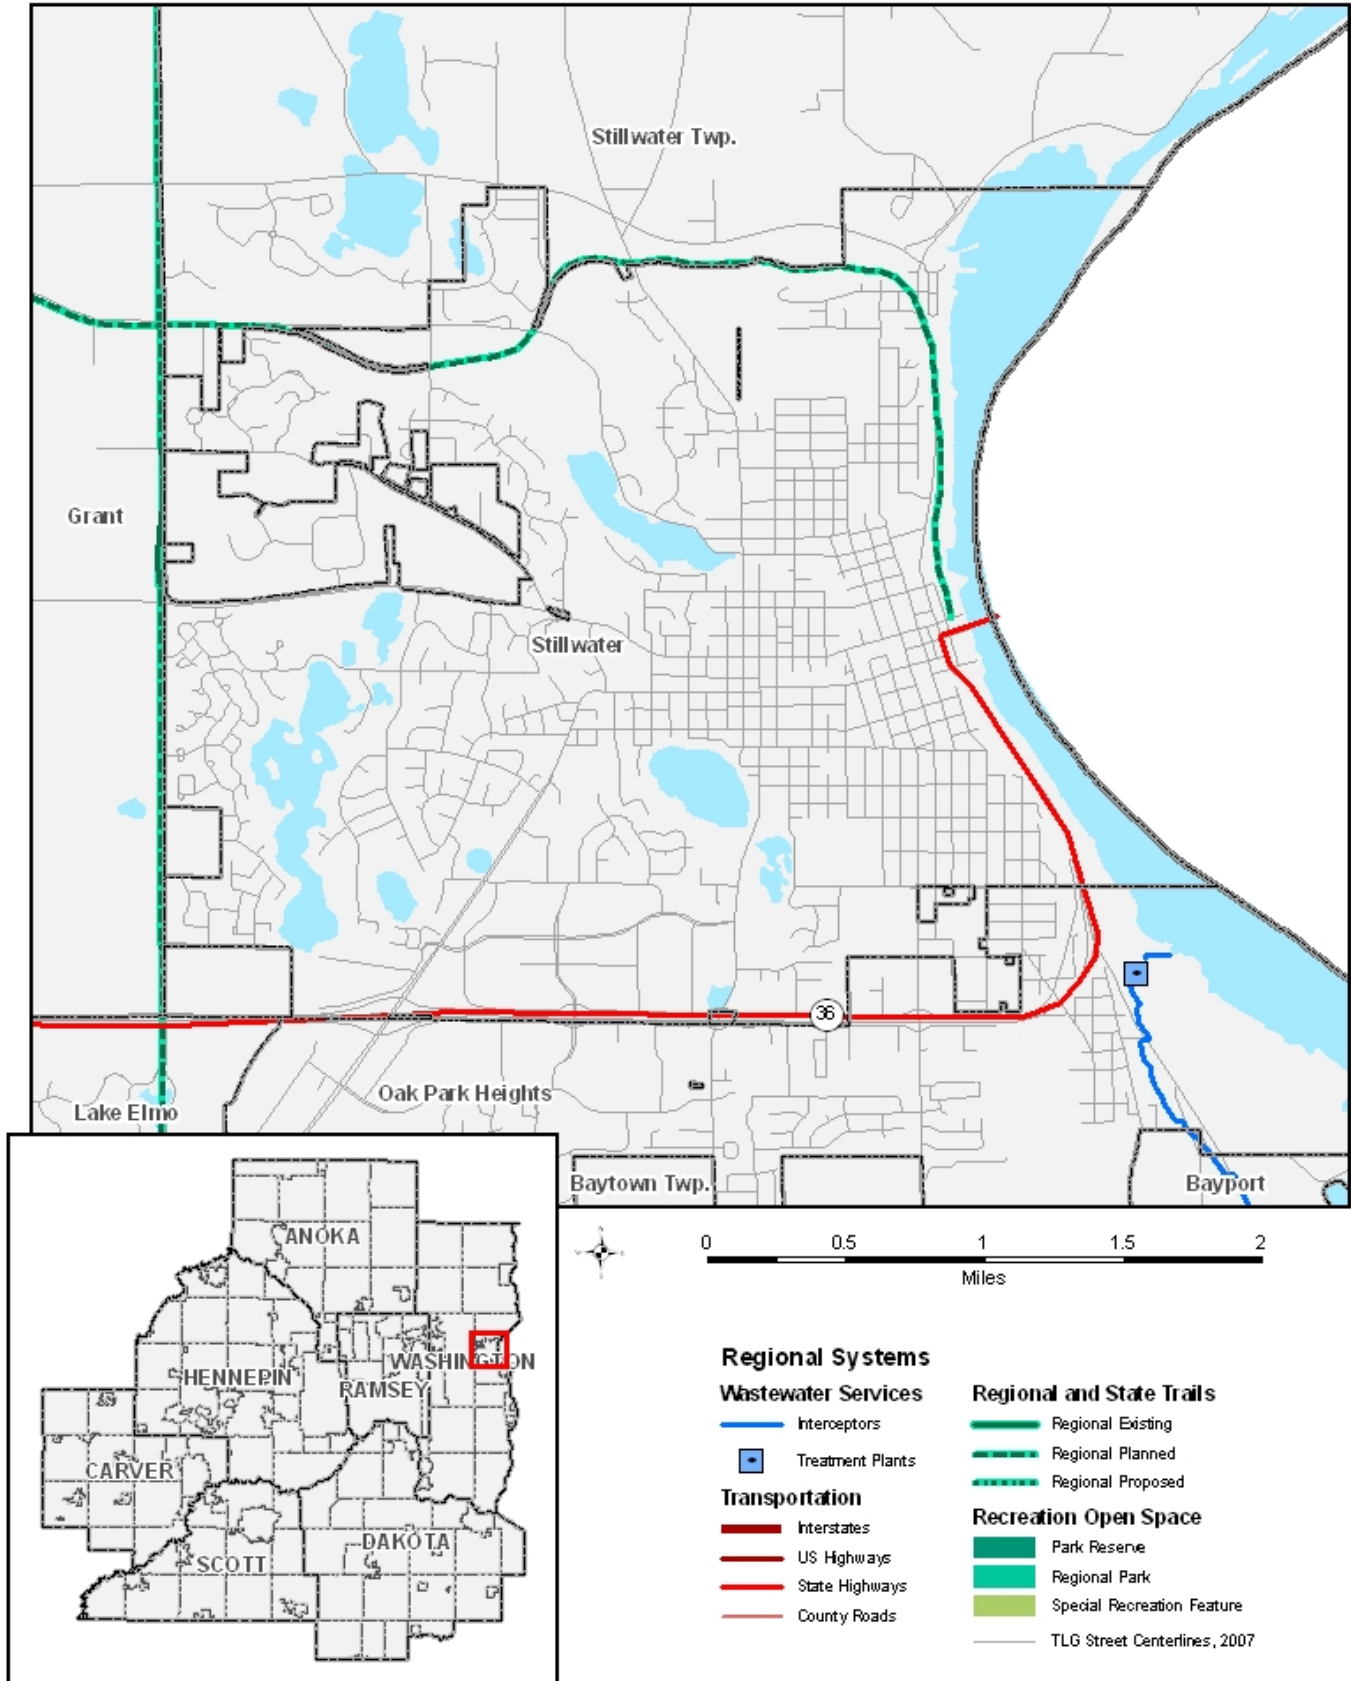 Stillwater Twp.
Grant
Stillwater
36
Oak Park Heights
Lake Elmo
Baytown Twp.
Bayport
ANOKA
HENNEPIN
WASHINGTON
RAMSEY
CARVER
SCOTT
DAKOTA
0 0.5 1 1.5 2
Miles
Regional Systems
Wastewater Services
Interceptors
Treatment Plants
Transportation
Interstates
US Highways
State Highways
County Roads
Regional and State Trails
Regional Existing
Regional Planned
Regional Proposed
Recreation Open Space
Park Reserve
Regional Park
Special Recreation Feature
TLG Street Centerlines, 2007